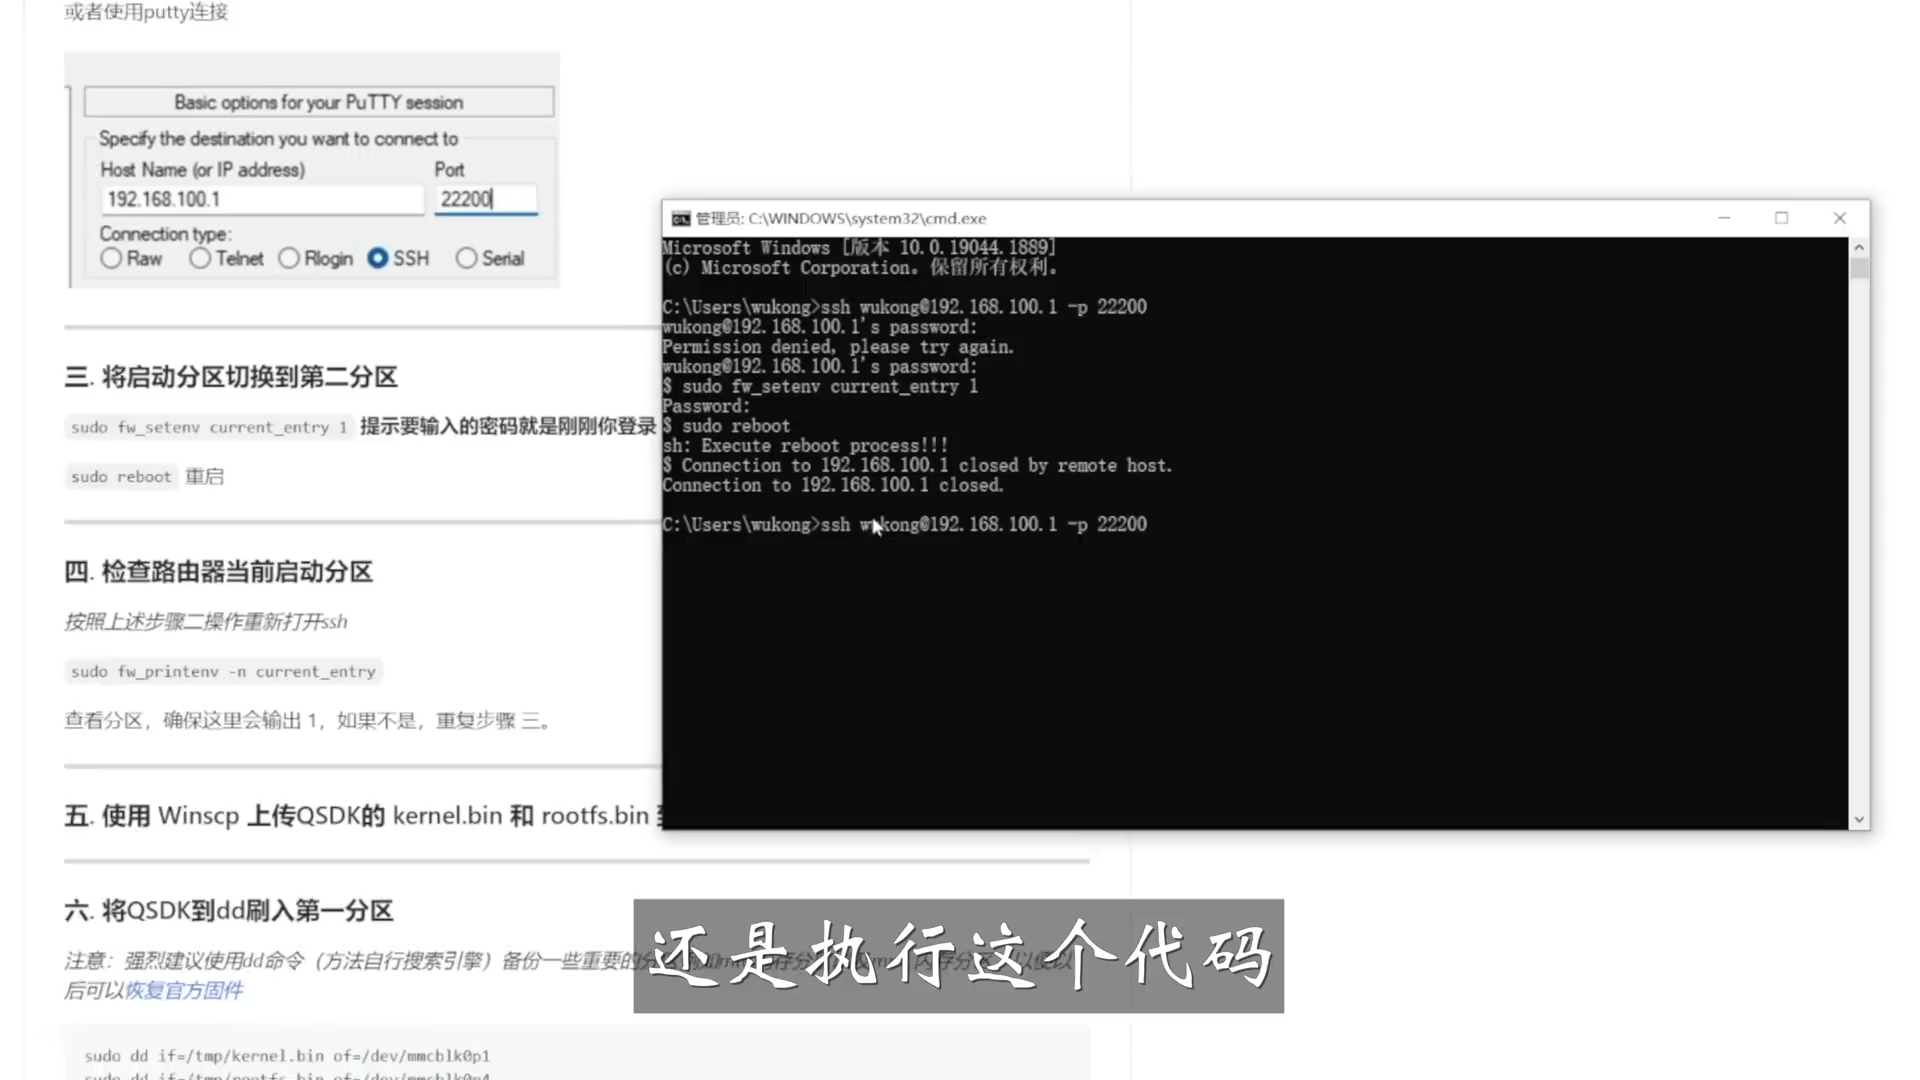 或者使用putty连接
Basic options for your PuTTY session
Specify the destination you want to connect to
Host Name (or IP address)
Port
192.168.100.1
22200
Connection type:
Raw
Telnet
Rlogin
SSH
Serial
三. 将启动分区切换到第二分区
sudo fw_setenv current_entry 1 提示要输入的密码就是刚刚你登录
sudo reboot 重启
四. 检查路由器当前启动分区
按照上述步骤二操作重新打开ssh
sudo fw_printenv -n current_entry
查看分区，确保这里会输出 1，如果不是，重复步骤 三。
五. 使用 Winscp 上传QSDK的 kernel.bin 和 rootfs.bin
六. 将QSDK到dd刷入第一分区
注意：强烈建议使用dd命令（方法自行搜索引擎）备份一些重要的
后可以恢复官方固件
sudo dd if=/tmp/kernel.bin of=/dev/mmcblk0p1
sudo dd if=/tmp/rootfs.bin of=/dev/mmcblk0p4
管理员: C:\WINDOWS\system32\cmd.exe
Microsoft Windows [版本 10.0.19044.1889]
(c) Microsoft Corporation。保留所有权利。
C:\Users\wukong>ssh wukong@192.168.100.1 -p 22200
wukong@192.168.100.1's password:
Permission denied, please try again.
wukong@192.168.100.1's password:
$ sudo fw_setenv current_entry 1
Password:
$ sudo reboot
sh: Execute reboot process!!!
$ Connection to 192.168.100.1 closed by remote host.
Connection to 192.168.100.1 closed.
C:\Users\wukong>ssh wukong@192.168.100.1 -p 22200
还是执行这个代码